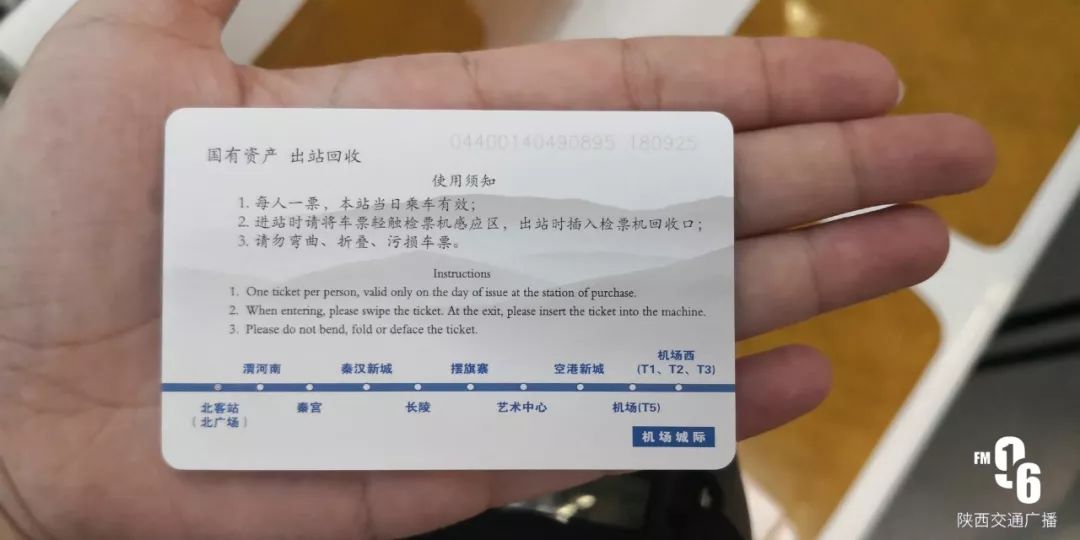 04400140490895 180925
国有资产 出站回收
使用须知
1. 每人一票，本站当日乘车有效；
2. 进站时请将车票轻触检票机感应区，出站时插入检票机回收口；
3. 请勿弯曲、折叠、污损车票。
Instructions
1. One ticket per person, valid only on the day of issue at the station of purchase.
2. When entering, please swipe the ticket. At the exit, please insert the ticket into the machine.
3. Please do not bend, fold or deface the ticket.
渭河南 秦汉新城 摆旗寨 空港新城 机场西
(T1、T2、T3)
北客站 秦宫 长陵 艺术中心 机场(T5)
（北广场）
机场城际
FM 96
陕西交通广播